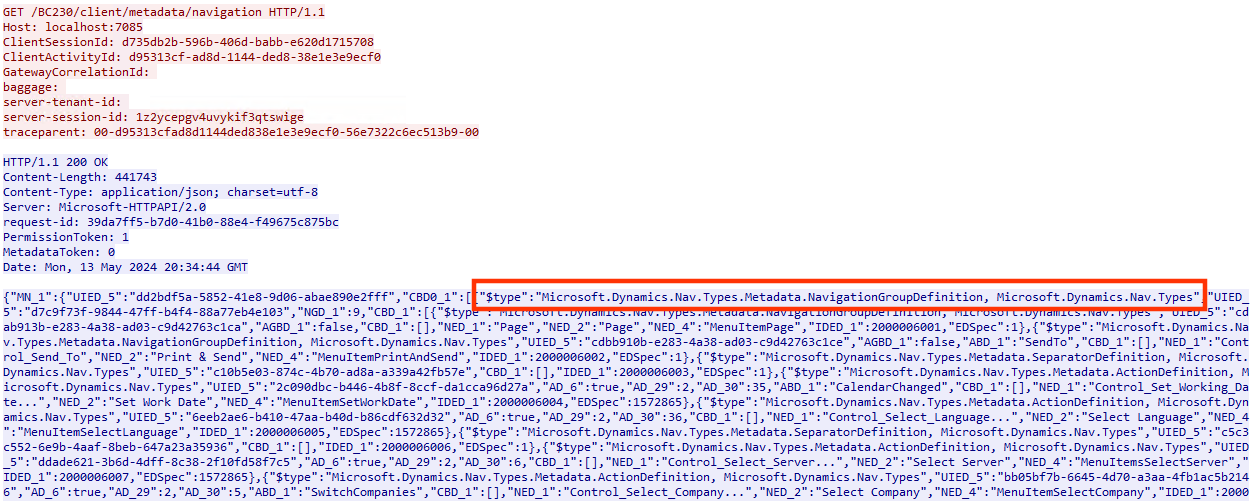 GET /BC230/client/metadata/navigation HTTP/1.1
Host: localhost:7085
ClientSessionId: d735db2b-596b-406d-babb-e620d1715708
ClientActivityId: d95313cf-ad8d-1144-ded8-38e1e3e9ecf0
GatewayCorrelationId:
baggage:
server-tenant-id:
server-session-id: 1z2ycepgv4uvykif3qtswige
traceparent: 00-d95313cfad8d1144ded838e1e3e9ecf0-56e7322c6ec513b9-00
HTTP/1.1 200 OK
Content-Length: 441743
Content-Type: application/json; charset=utf-8
Server: Microsoft-HTTPAPI/2.0
request-id: 39da7ff5-b7d0-41b0-88e4-f49675c875bc
PermissionToken: 1
MetadataToken: 0
Date: Mon, 13 May 2024 20:34:44 GMT
{"MN_1":{"UIED_5":"dd2bdf5a-5852-41e8-9d06-abae890e2fff","CBD0_1":[{"$type":"Microsoft.Dynamics.Nav.Types.Metadata.NavigationGroupDefinition, Microsoft.Dynamics.Nav.Types","UIED_
5":"d7c9f73f-9844-47ff-b4f4-88a77eb4e103","NGD_1":9,"CBD_1":[{"$type":"Microsoft.Dynamics.Nav.Types.Metadata.NavigationGroupDefinition, Microsoft.Dynamics.Nav.Types","UIED_5":"cd
ab913b-e283-4a38-ad03-c9d42763c1ca","AGBD_1":false,"CBD_1":[],"NED_1":"Page","NED_2":"Page","NED_4":"MenuItemPage","IDED_1":2000006001,"EDSpec":1},{"$type":"Microsoft.Dynamics.Na
v.Types.Metadata.NavigationGroupDefinition, Microsoft.Dynamics.Nav.Types","UIED_5":"cdbb910b-e283-4a38-ad03-c9d42763c1ce","AGBD_1":false,"ABD_1":"SendTo","CBD_1":[],"NED_1":"Cont
rol_Send_To","NED_2":"Print & Send","NED_4":"MenuItemPrintAndSend","IDED_1":2000006002,"EDSpec":1},{"$type":"Microsoft.Dynamics.Nav.Types.Metadata.SeparatorDefinition, Microsoft.
Dynamics.Nav.Types","UIED_5":"c10b5e03-874c-4b70-ad8a-a339a42fb57e","CBD_1":[],"IDED_1":2000006003,"EDSpec":1},{"$type":"Microsoft.Dynamics.Nav.Types.Metadata.ActionDefinition, M
icrosoft.Dynamics.Nav.Types","UIED_5":"2c090dbc-b446-4b8f-8ccf-da1cca96d27a","AD_6":true,"AD_29":2,"AD_30":35,"ABD_1":"CalendarChanged","CBD_1":[],"NED_1":"Control_Set_Working_Da
te...","NED_2":"Set Work Date","NED_4":"MenuItemSetWorkDate","IDED_1":2000006004,"EDSpec":1572865},{"$type":"Microsoft.Dynamics.Nav.Types.Metadata.ActionDefinition, Microsoft.Dyn
amics.Nav.Types","UIED_5":"6eeb2ae6-b410-47aa-b40d-b86cdf632d32","AD_6":true,"AD_29":2,"AD_30":36,"CBD_1":[],"NED_1":"Control_Select_Language...","NED_2":"Select Language","NED_4
":"MenuItemSelectLanguage","IDED_1":2000006005,"EDSpec":1572865},{"$type":"Microsoft.Dynamics.Nav.Types.Metadata.SeparatorDefinition, Microsoft.Dynamics.Nav.Types","UIED_5":"c5c3
c552-6e9b-4aaf-8beb-647a23a35936","CBD_1":[],"IDED_1":2000006006,"EDSpec":1},{"$type":"Microsoft.Dynamics.Nav.Types.Metadata.ActionDefinition, Microsoft.Dynamics.Nav.Types","UIED
_5":"ddade621-3b6d-4dff-8c38-2f10fd58f7c5","AD_6":true,"AD_29":2,"AD_30":6,"CBD_1":[],"NED_1":"Control_Select_Server...","NED_2":"Select Server","NED_4":"MenuItemsSelectServer","
IDED_1":2000006007,"EDSpec":1572865},{"$type":"Microsoft.Dynamics.Nav.Types.Metadata.ActionDefinition, Microsoft.Dynamics.Nav.Types","UIED_5":"bb05bf7b-6645-4d70-a3aa-4fb1ac5b214
a","AD_6":true,"AD_29":2,"AD_30":5,"ABD_1":"SwitchCompanies","CBD_1":[],"NED_1":"Control_Select_Company...","NED_2":"Select Company","NED_4":"MenuItemSelectCompany","IDED_1":2000